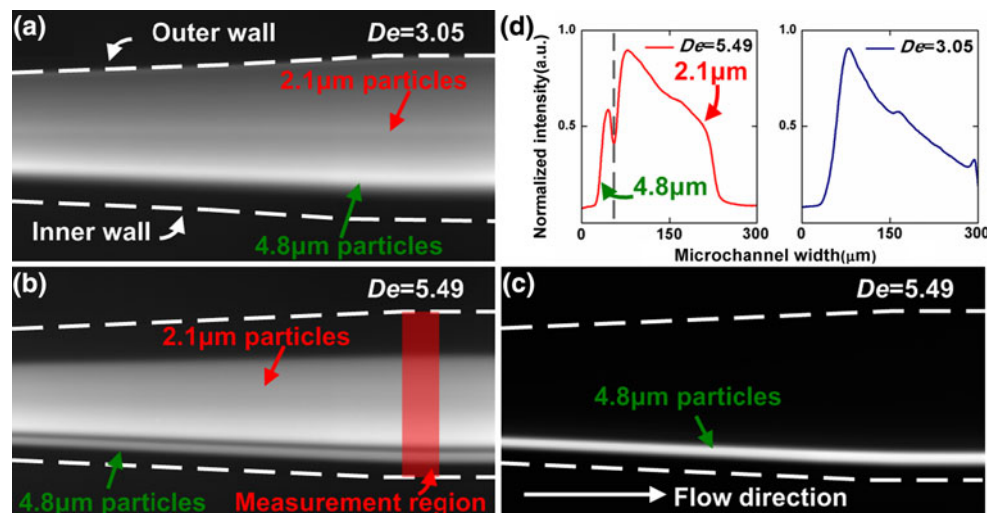 (a)
Outer wall
De=3.05
2.1μm particles
Inner wall
4.8μm particles
(d)
Normalized intensity(a.u.)
1.0
0.5
0
150
300
De=5.49
2.1μm
4.8μm
1.0
0.5
0
150
300
De=3.05
Microchannel width(μm)
(b)
De=5.49
2.1μm particles
4.8μm particles
Measurement region
(c)
De=5.49
4.8μm particles
Flow direction